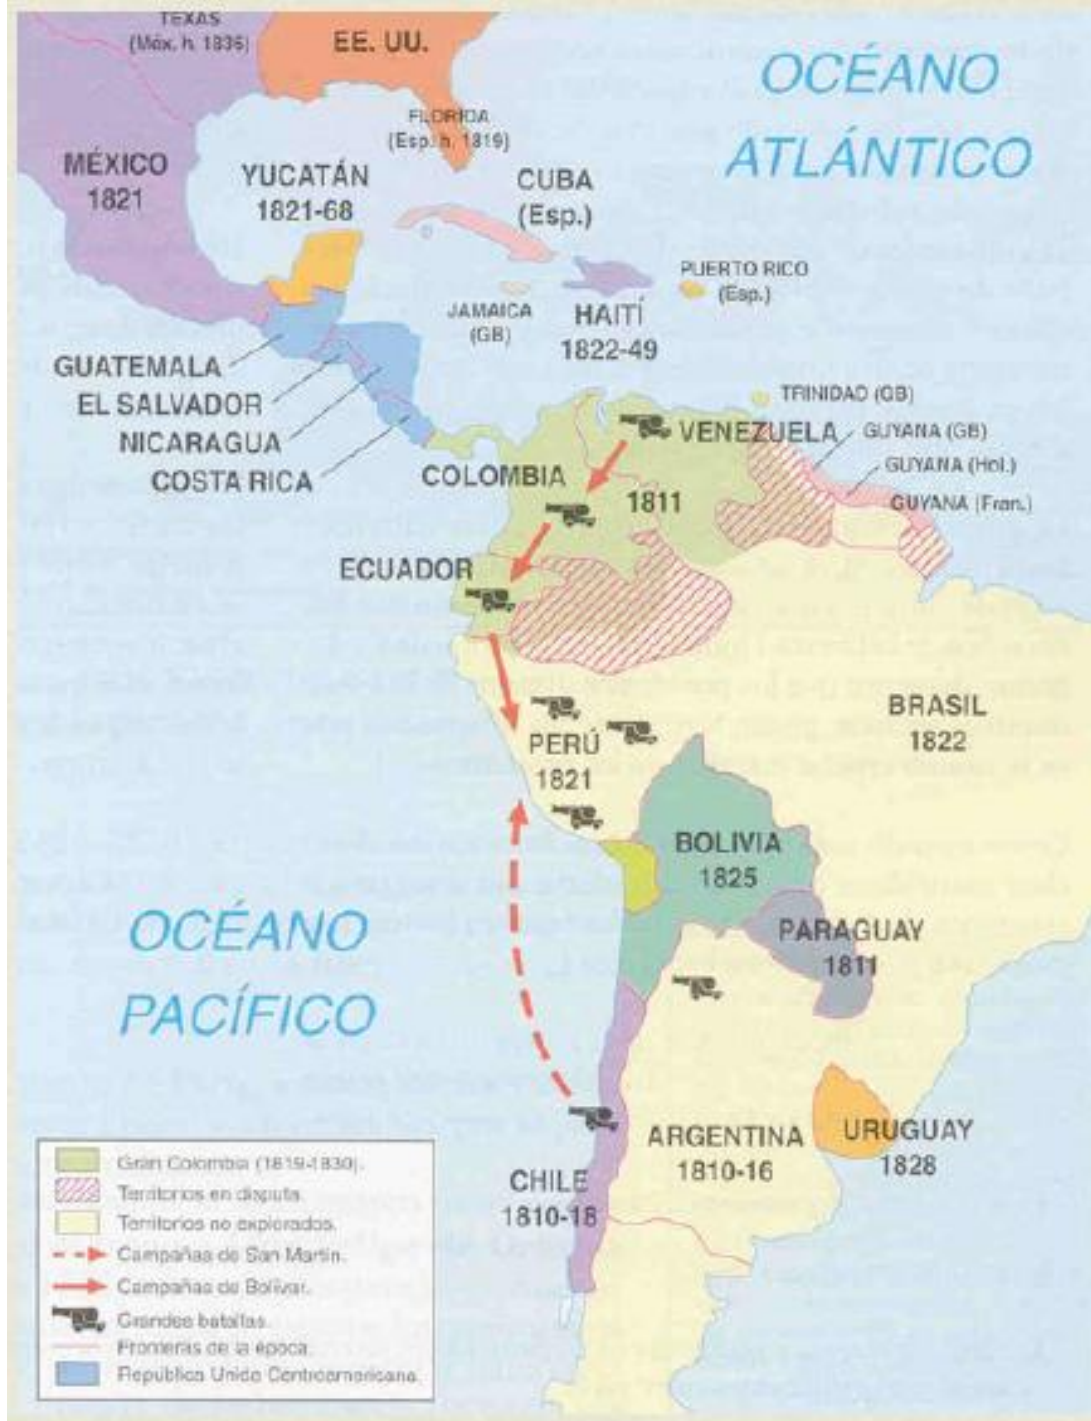 TEXAS
(Méx. h. 1836)
EE. UU.
OCÉANO
ATLÁNTICO
FLORIDA
(Esp. h. 1819)
MÉXICO
1821
YUCATÁN
1821-68
CUBA
(Esp.)
PUERTO RICO
(Esp.)
JAMAICA
(GB)
HAITÍ
1822-49
GUATEMALA
EL SALVADOR
NICARAGUA
COSTA RICA
TRINIDAD (GB)
VENEZUELA
GUYANA (GB)
GUYANA (Hol.)
GUYANA (Fran.)
COLOMBIA
1811
ECUADOR
BRASIL
1822
PERÚ
1821
BOLIVIA
1825
PARAGUAY
1811
OCÉANO
PACÍFICO
ARGENTINA
1810-16
URUGUAY
1828
CHILE
1810-18
Gran Colombia (1819-1830).
Territorios en disputa.
Territorios no explorados.
Campañas de San Martín.
Campañas de Bolívar.
Grandes batallas.
Fronteras de la época.
República Unida Centroamericana.